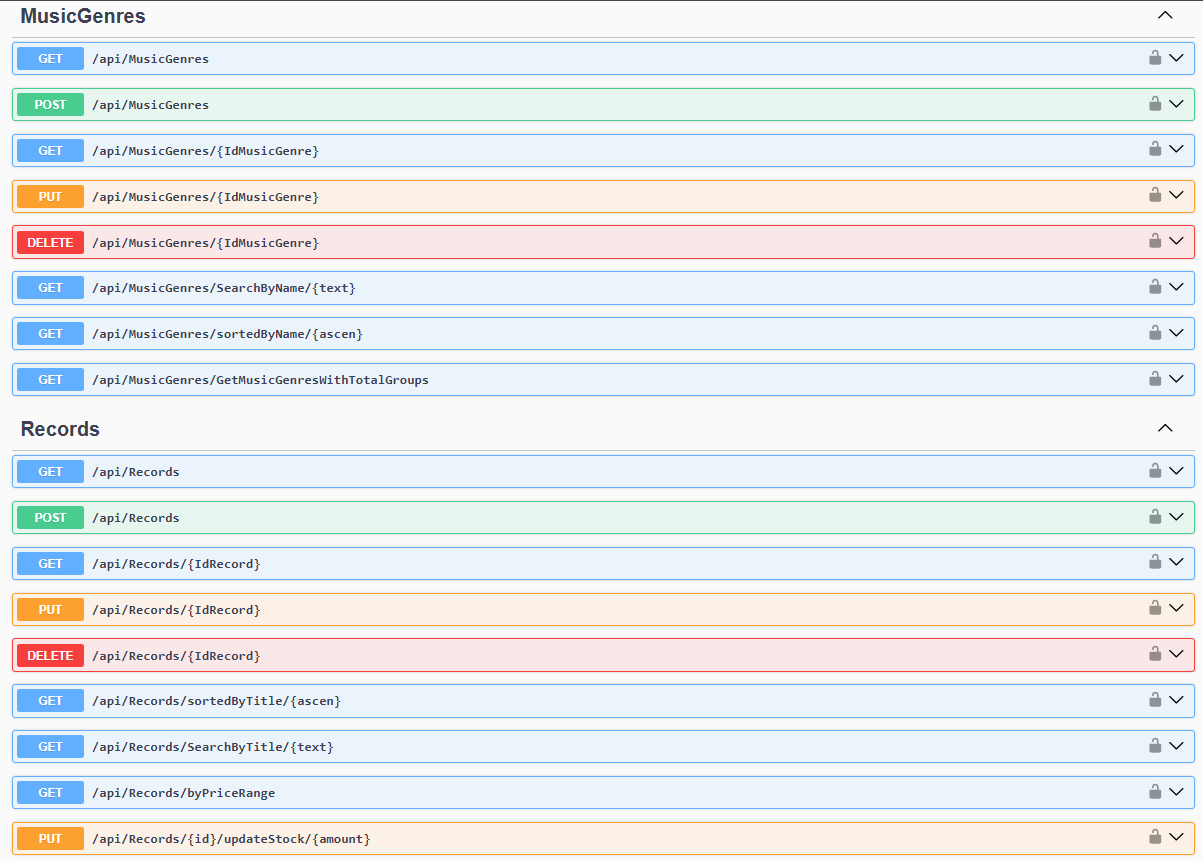 MusicGenres
GET /api/MusicGenres
POST /api/MusicGenres
GET /api/MusicGenres/{IdMusicGenre}
PUT /api/MusicGenres/{IdMusicGenre}
DELETE /api/MusicGenres/{IdMusicGenre}
GET /api/MusicGenres/SearchByName/{text}
GET /api/MusicGenres/sortedByName/{ascen}
GET /api/MusicGenres/GetMusicGenresWithTotalGroups
Records
GET /api/Records
POST /api/Records
GET /api/Records/{IdRecord}
PUT /api/Records/{IdRecord}
DELETE /api/Records/{IdRecord}
GET /api/Records/sortedByTitle/{ascen}
GET /api/Records/SearchByTitle/{text}
GET /api/Records/byPriceRange
PUT /api/Records/{id}/updateStock/{amount}